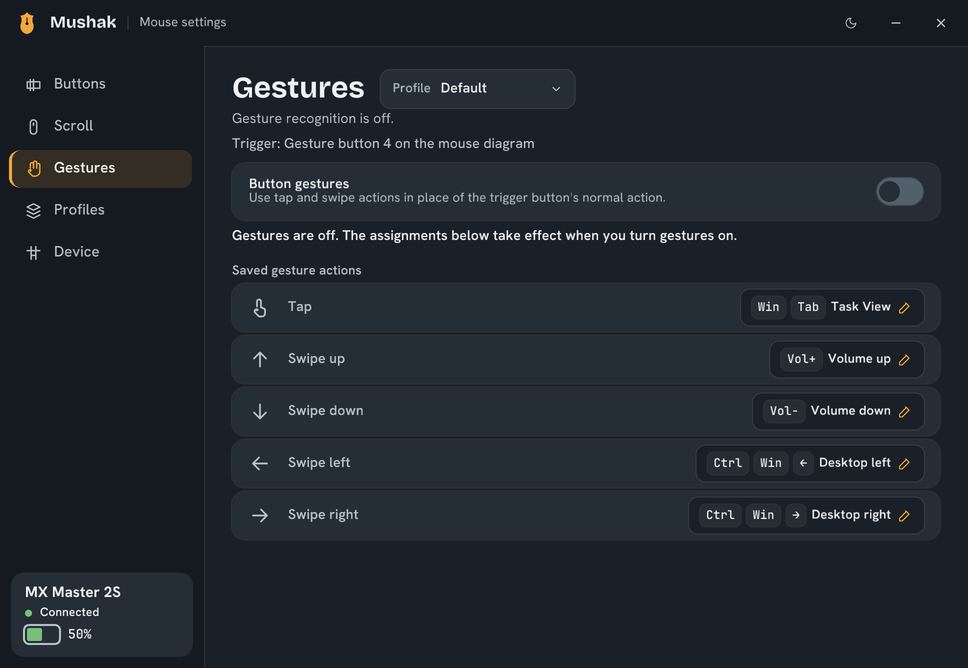 Mushak
Mouse settings
Buttons
Scroll
Gestures
Profiles
Device
MX Master 2S
Connected
50%
Gestures
Profile Default
Gesture recognition is off.
Trigger: Gesture button 4 on the mouse diagram
Button gestures
Use tap and swipe actions in place of the trigger button's normal action.
Gestures are off. The assignments below take effect when you turn gestures on.
Saved gesture actions
Tap Win Tab Task View
Swipe up Vol+ Volume up
Swipe down Vol- Volume down
Swipe left Ctrl Win ← Desktop left
Swipe right Ctrl Win → Desktop right